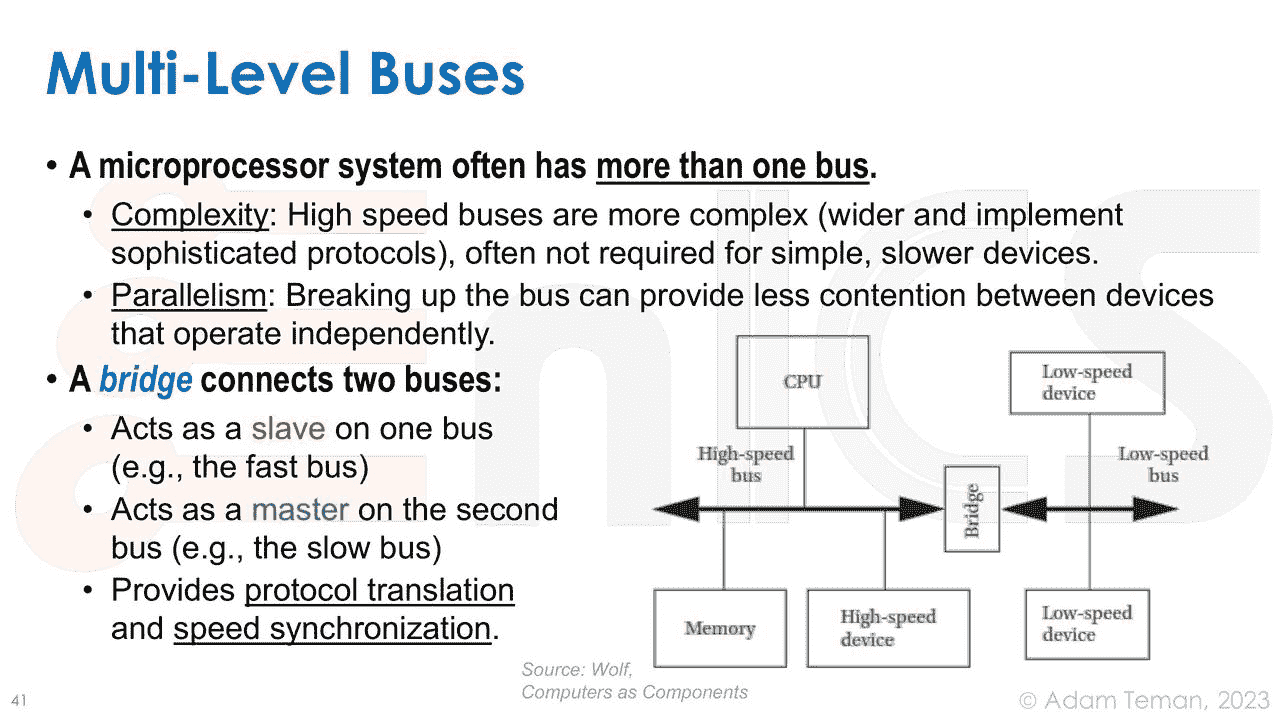 Multi-Level Buses
• A microprocessor system often has more than one bus.
• Complexity: High speed buses are more complex (wider and implement
sophisticated protocols), often not required for simple, slower devices.
• Parallelism: Breaking up the bus can provide less contention between devices
that operate independently.
• A bridge connects two buses:
• Acts as a slave on one bus
(e.g., the fast bus)
• Acts as a master on the second
bus (e.g., the slow bus)
• Provides protocol translation
and speed synchronization.
CPU
Low-speed
device
High-speed
bus
Low-speed
bus
Bridge
Memory
High-speed
device
Low-speed
device
Source: Wolf,
Computers as Components
41
© Adam Teman, 2023
EnICS